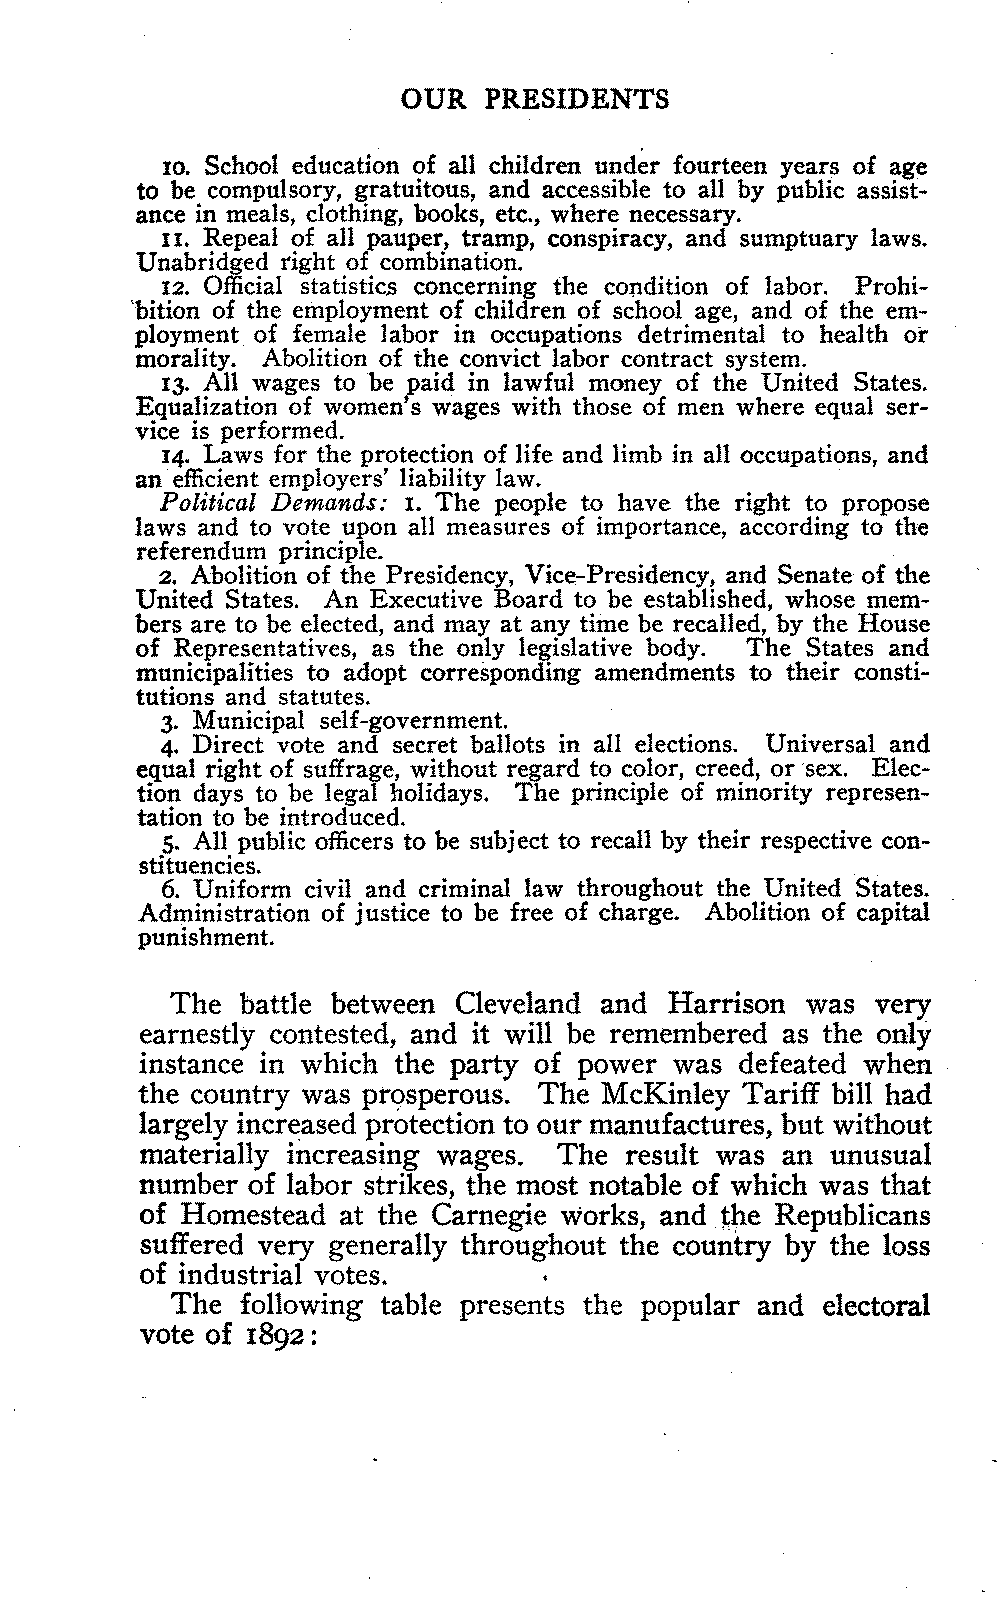 OUR PRESIDENTS
10. School education of all children under fourteen years of age
to be compulsory, gratuitous, and accessible to all by public assist-
ance in meals, clothing, books, etc., where necessary.
11. Repeal of all pauper, tramp, conspiracy, and sumptuary laws.
Unabridged right of combination.
12. Official statistics concerning the condition of labor. Prohi-
bition of the employment of children of school age, and of the em-
ployment of female labor in occupations detrimental to health or
morality. Abolition of the convict labor contract system.
13. All wages to be paid in lawful money of the United States.
Equalization of women's wages with those of men where equal ser-
vice is performed.
14. Laws for the protection of life and limb in all occupations, and
an efficient employers' liability law.
Political Demands: 1. The people to have the right to propose
laws and to vote upon all measures of importance, according to the
referendum principle.
2. Abolition of the Presidency, Vice-Presidency, and Senate of the
United States. An Executive Board to be established, whose mem-
bers are to be elected, and may at any time be recalled, by the House
of Representatives, as the only legislative body. The States and
municipalities to adopt corresponding amendments to their consti-
tutions and statutes.
3. Municipal self-government.
4. Direct vote and secret ballots in all elections. Universal and
equal right of suffrage, without regard to color, creed, or sex. Elec-
tion days to be legal holidays. The principle of minority represen-
tation to be introduced.
5. All public officers to be subject to recall by their respective con-
stituencies.
6. Uniform civil and criminal law throughout the United States.
Administration of justice to be free of charge. Abolition of capital
punishment.
The battle between Cleveland and Harrison was very
earnestly contested, and it will be remembered as the only
instance in which the party of power was defeated when
the country was prosperous. The McKinley Tariff bill had
largely increased protection to our manufactures, but without
materially increasing wages. The result was an unusual
number of labor strikes, the most notable of which was that
of Homestead at the Carnegie works, and the Republicans
suffered very generally throughout the country by the loss
of industrial votes.
The following table presents the popular and electoral
vote of 1892: